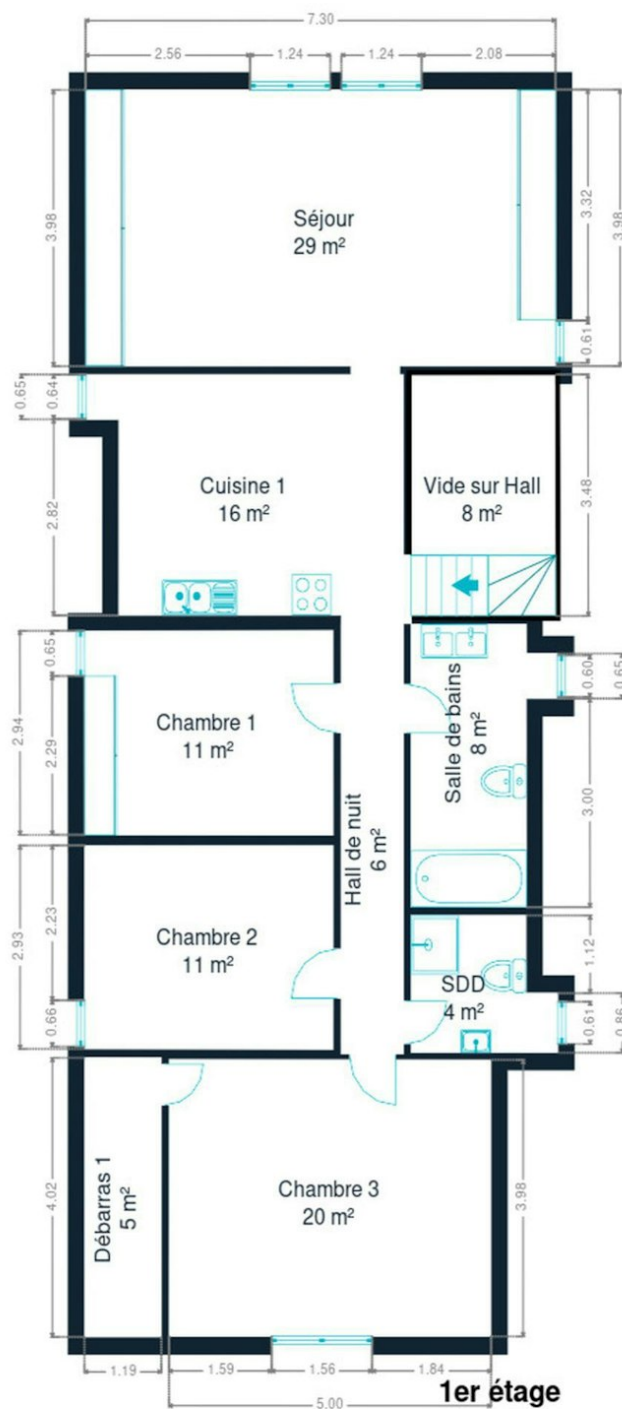 7.30
2.56
1.24
1.24
2.08
3.98
3.32
3.98
Séjour
29 m²
0.61
0.65
0.64
2.82
Cuisine 1
16 m²
Vide sur Hall
8 m²
3.48
0.65
2.94
2.29
Chambre 1
11 m²
Hall de nuit
6 m²
Salle de bains
8 m²
0.60
0.65
3.00
2.93
2.23
0.66
Chambre 2
11 m²
SDD
4 m²
1.12
0.61
0.86
4.02
Débarras 1
5 m²
Chambre 3
20 m²
3.98
1.19
1.59
1.56
1.84
5.00
1er étage